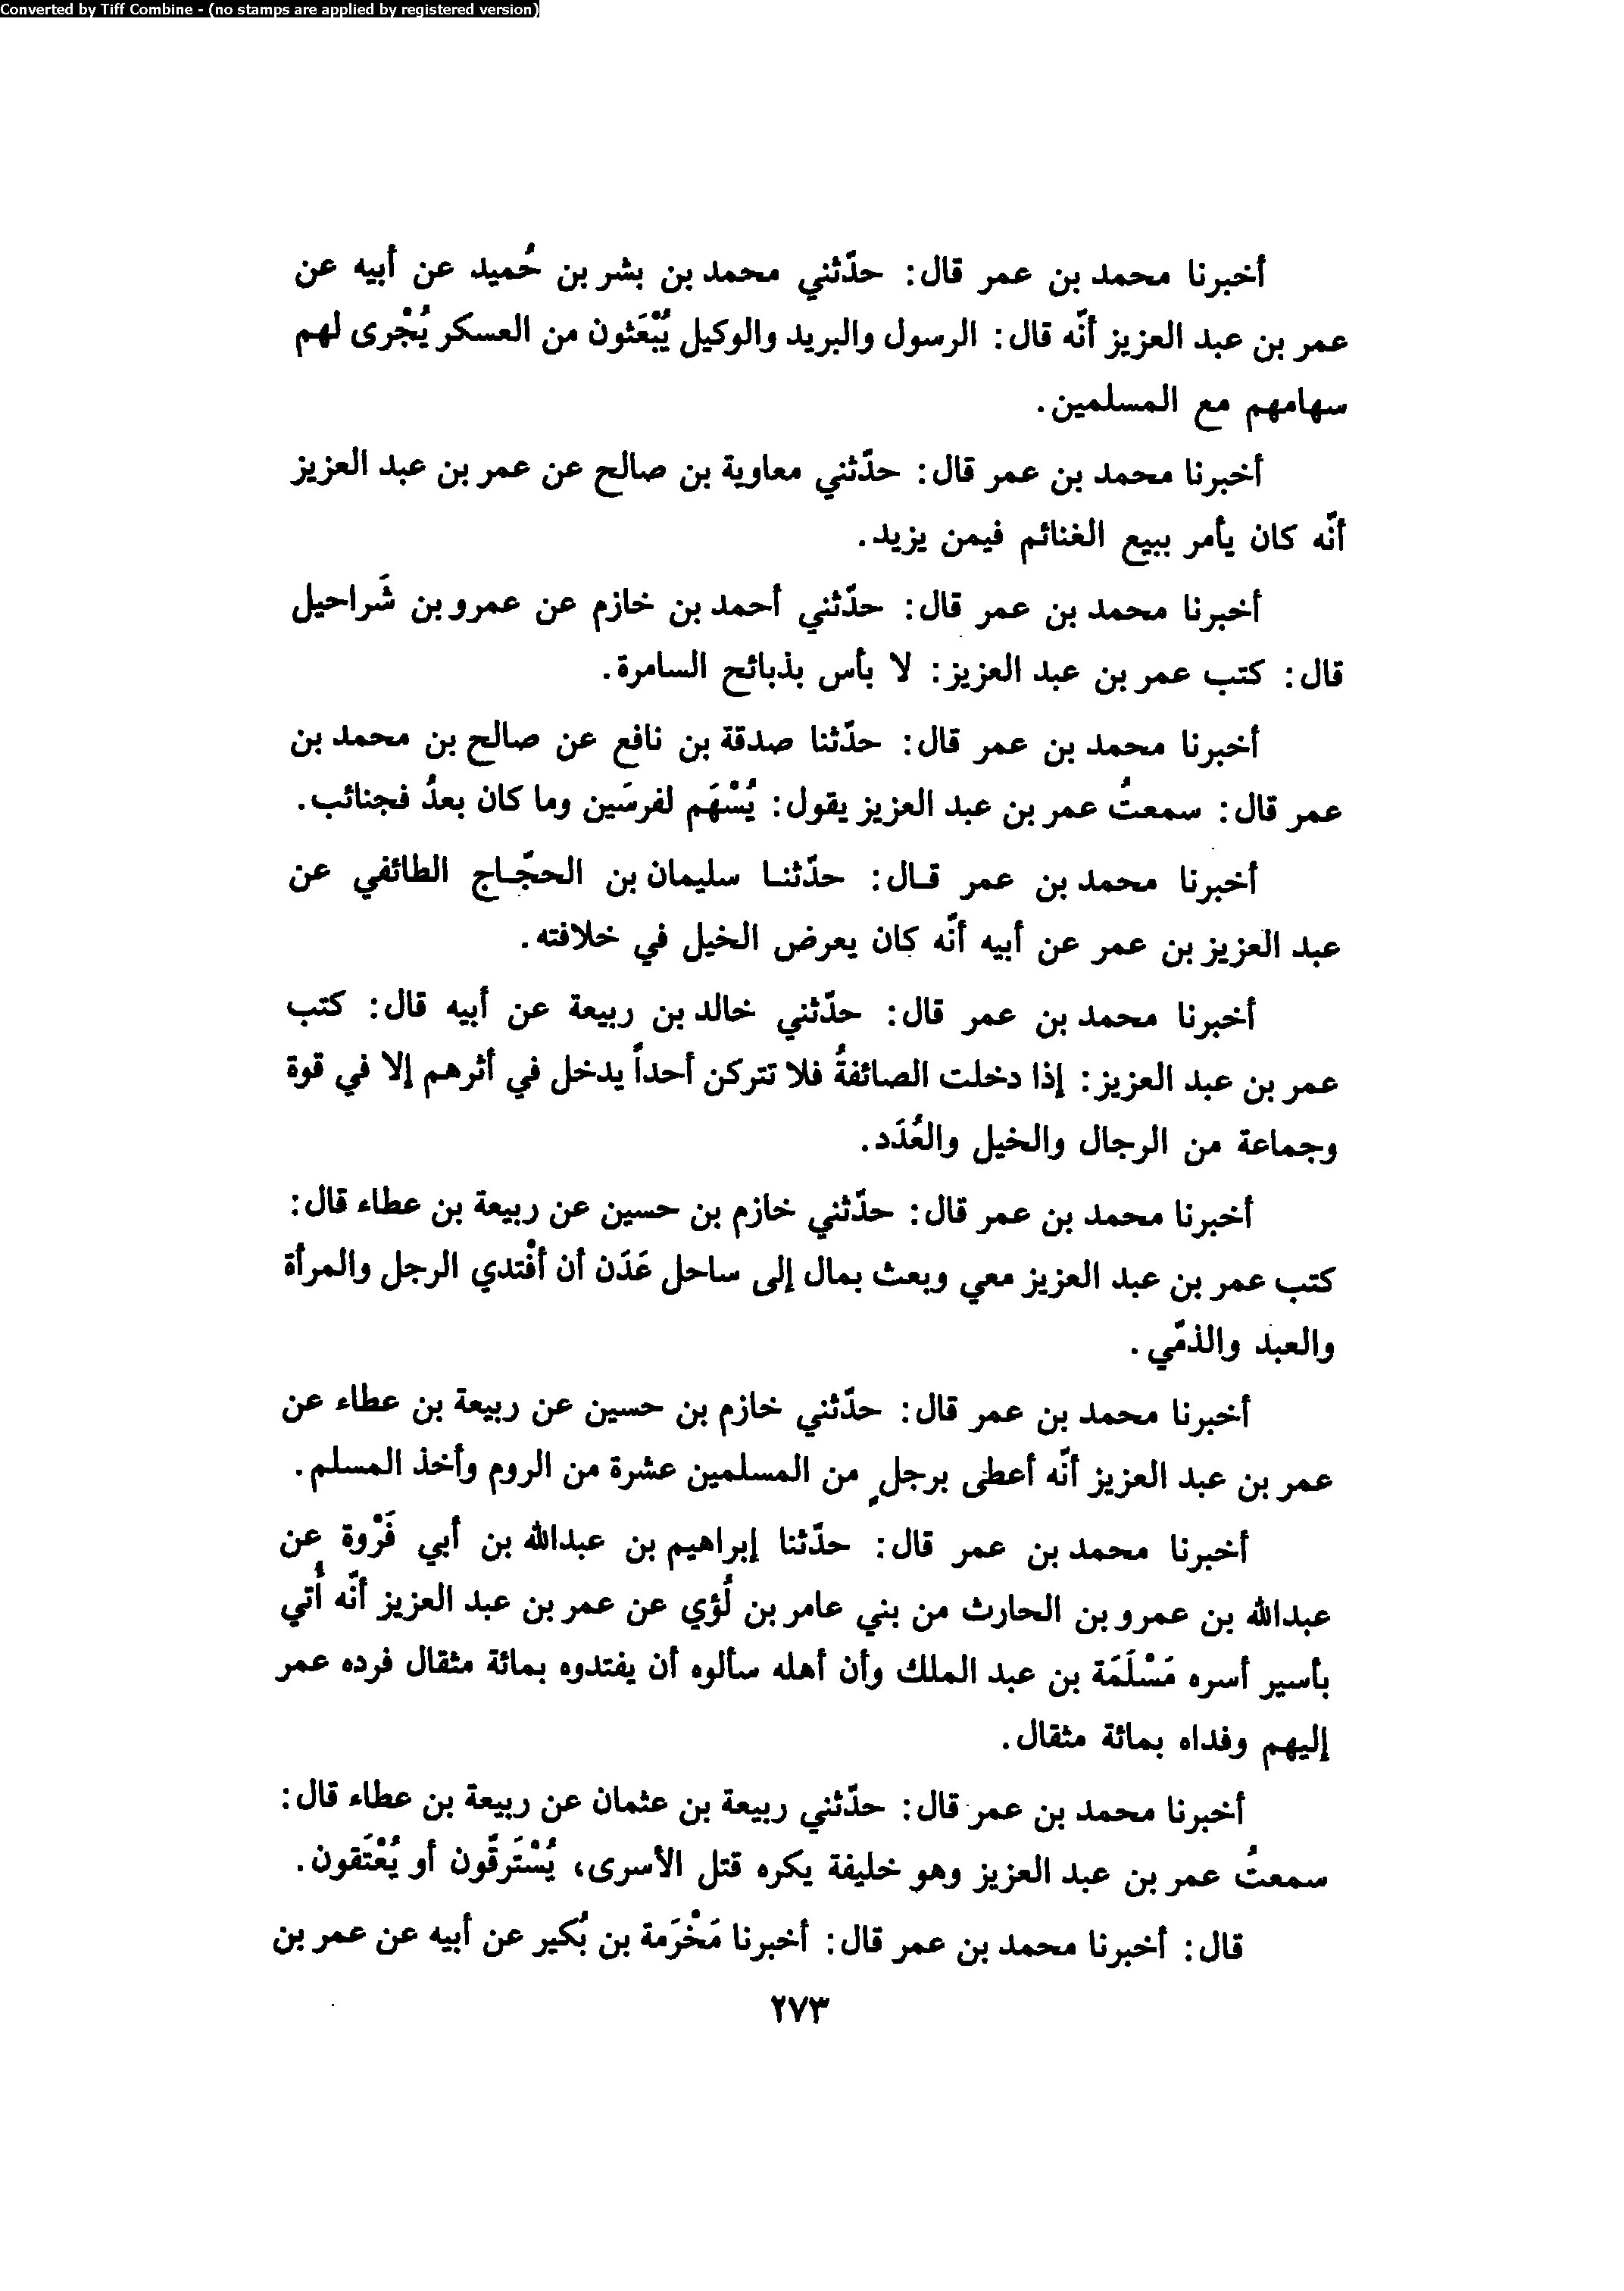 Converted by Tiff Combine - (no stamps are applied by registered version)
أخبرنا محمد بن عمر قال: حدّثني محمد بن بشر بن حُميد عن أبيه عن
عمر بن عبد العزيز أنّه قال: الرسول والبريد والوكيل يُبْعَثون من العسكر يُجْرى لهم
سهامهم مع المسلمين.
أخبرنا محمد بن عمر قال: حدّثني معاوية بن صالح عن عمر بن عبد العزيز
أنّه كان يأمر ببيع الغنائم فيمن يزيد.
أخبرنا محمد بن عمر قال: حدّثني أحمد بن خازم عن عمرو بن شَراحيل
قال: كتب عمر بن عبد العزيز: لا بأس بذبائح السامرة.
أخبرنا محمد بن عمر قال: حدّثنا صدقة بن نافع عن صالح بن محمد بن
عمر قال: سمعتُ عمر بن عبد العزيز يقول: يُسْهَم لفرسَين وما كان بعدُ فجنائب.
أخبرنا محمد بن عمر قال: حدّثنا سليمان بن الحجّاج الطائفي عن
عبد العزيز بن عمر عن أبيه أنّه كان يعرض الخيل في خلافته.
أخبرنا محمد بن عمر قال: حدّثني خالد بن ربيعة عن أبيه قال: كتب
عمر بن عبد العزيز: إذا دخلت الصائفةُ فلا تتركن أحداً يدخل في أثرهم إلا في قوة
وجماعة من الرجال والخيل والعُدَد.
أخبرنا محمد بن عمر قال: حدّثني خازم بن حسين عن ربيعة بن عطاء قال:
كتب عمر بن عبد العزيز معي وبعث بمال إلى ساحل عَدَن أن أفْتدي الرجل والمرأة
والعبد والذمّي.
أخبرنا محمد بن عمر قال: حدّثني خازم بن حسين عن ربيعة بن عطاء عن
عمر بن عبد العزيز أنّه أعطى برجلٍ من المسلمين عشرة من الروم وأخذ المسلم.
أخبرنا محمد بن عمر قال: حدّثنا إبراهيم بن عبدالله بن أبي فَرْوة عن
عبدالله بن عمرو بن الحارث من بني عامر بن لُؤي عن عمر بن عبد العزيز أنّه أُتي
بأسير أسره مَسْلَمَة بن عبد الملك وأن أهله سألوه أن يفتدوه بمائة مثقال فرده عمر
إليهم وفداه بمائة مثقال.
أخبرنا محمد بن عمر قال: حدّثني ربيعة بن عثمان عن ربيعة بن عطاء قال:
سمعتُ عمر بن عبد العزيز وهو خليفة يكره قتل الأسرى، يُسْتَرقّون أو يُعْتَقون.
قال: أخبرنا محمد بن عمر قال: أخبرنا مَخْرَمة بن بُكير عن أبيه عن عمر بن
٢٧٣